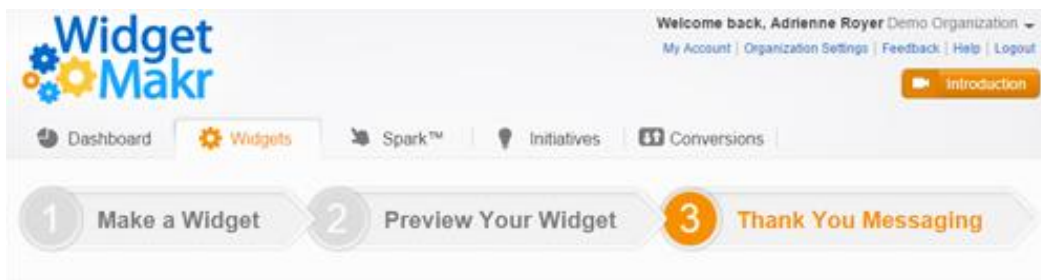 Widget
Makr
Welcome back, Adrienne Royer Demo Organization
My Account | Organization Settings | Feedback | Help | Logout
Introduction
Dashboard Widgets Spark™ Initiatives Conversions
1 Make a Widget 2 Preview Your Widget 3 Thank You Messaging